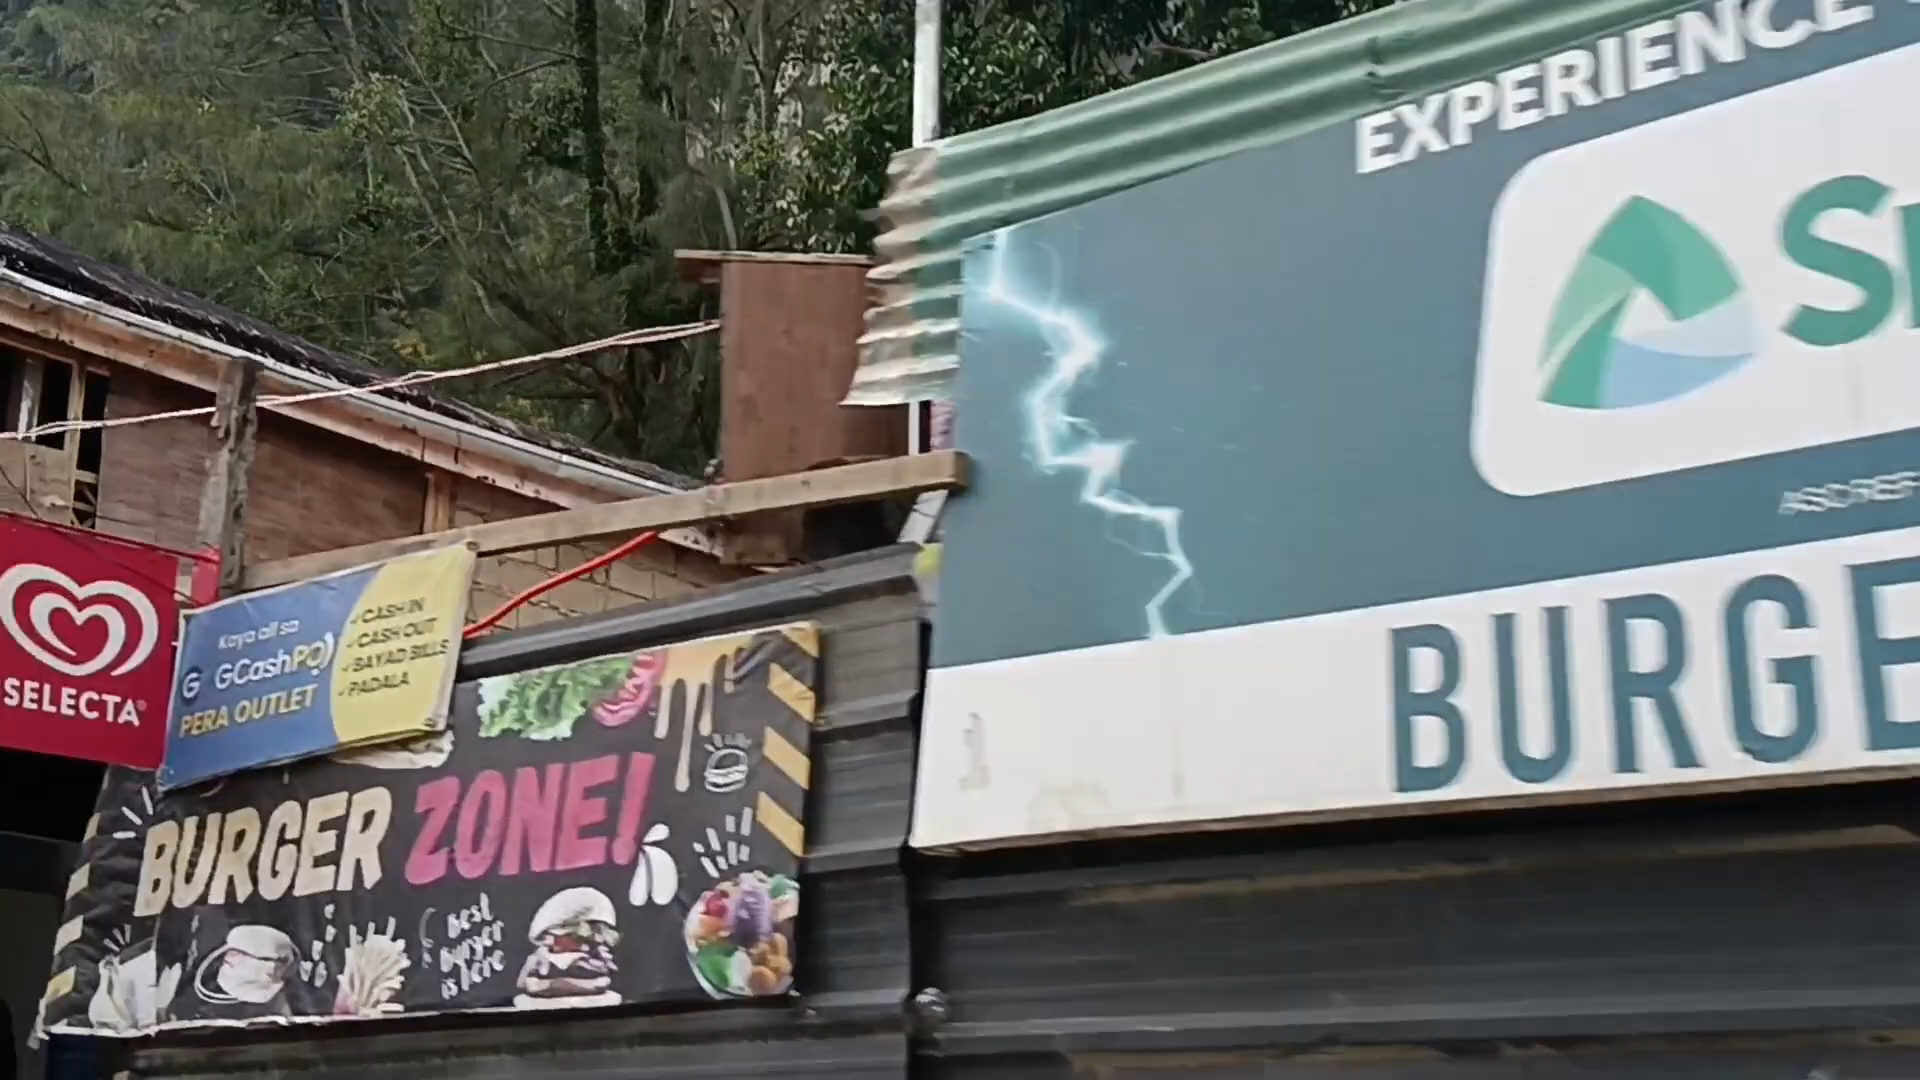 EXPERIENCE
BURGE
SELECTA
Kaya all sa
G GCashPO
PERA OUTLET
✓CASH IN
✓CASH OUT
✓BAYAD BILLS
✓PADALA
BURGER ZONE!
Best
burger
is here